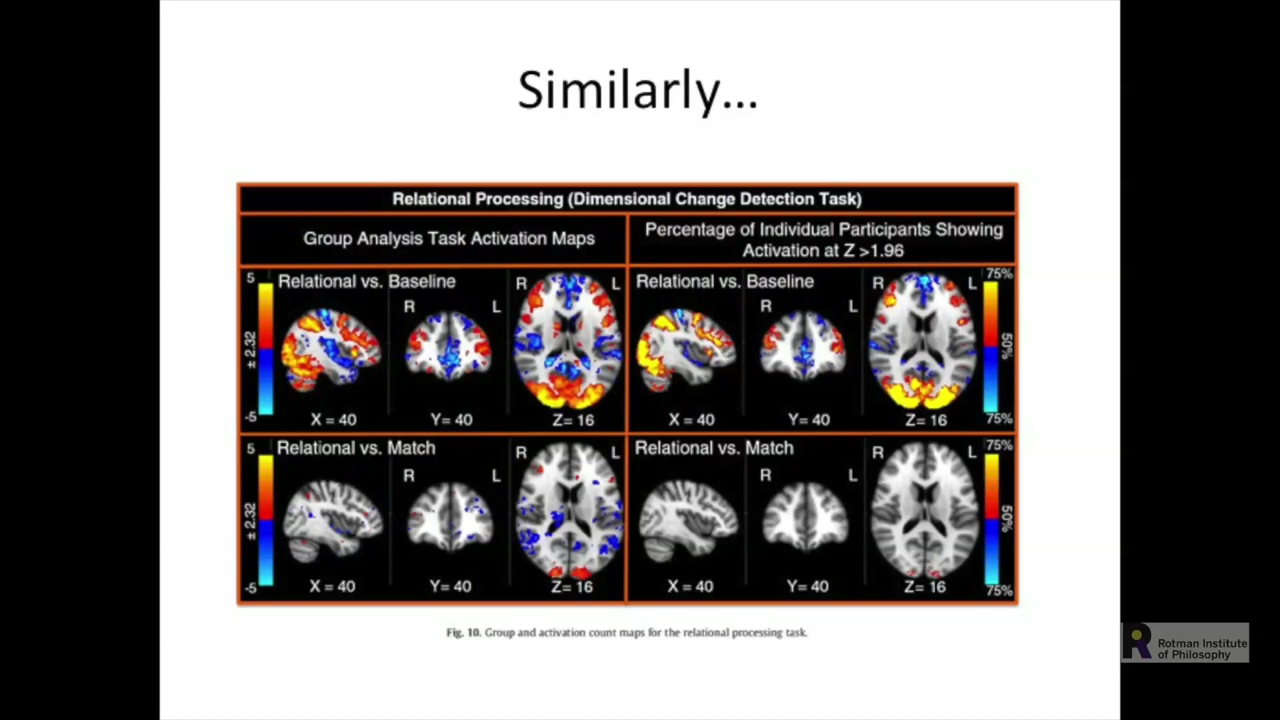 Similarly...
Relational Processing (Dimensional Change Detection Task)
Group Analysis Task Activation Maps
Percentage of Individual Participants Showing
Activation at Z >1.96
5
± 2.32
-5
Relational vs. Baseline
R
L
R
L
X = 40
Y= 40
Z= 16
Relational vs. Baseline
R
L
R
L
X = 40
Y= 40
Z= 16
75%
50%
75%
5
± 2.32
-5
Relational vs. Match
R
L
R
L
X = 40
Y= 40
Z= 16
Relational vs. Match
R
L
R
L
X = 40
Y= 40
Z= 16
75%
50%
75%
Fig. 10. Group and activation count maps for the relational processing task.
R
Rotman Institute
of Philosophy